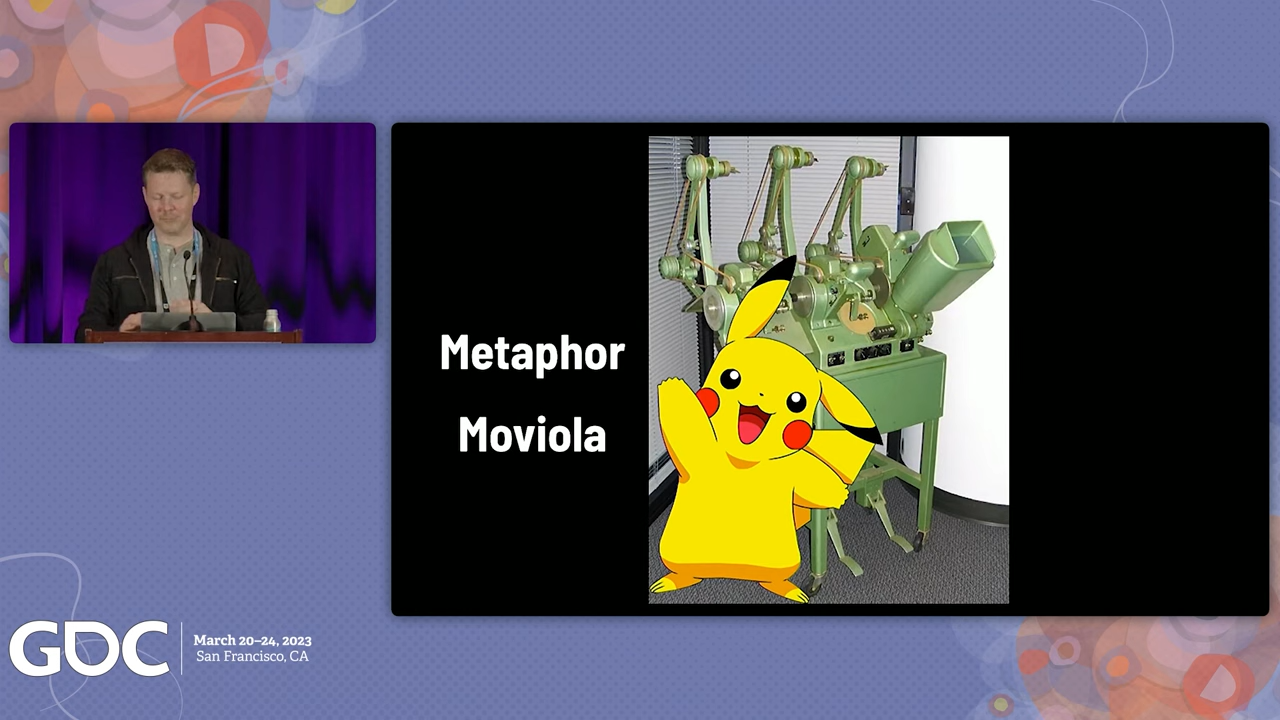 Metaphor
Moviola
GDC
March 20–24, 2023
San Francisco, CA